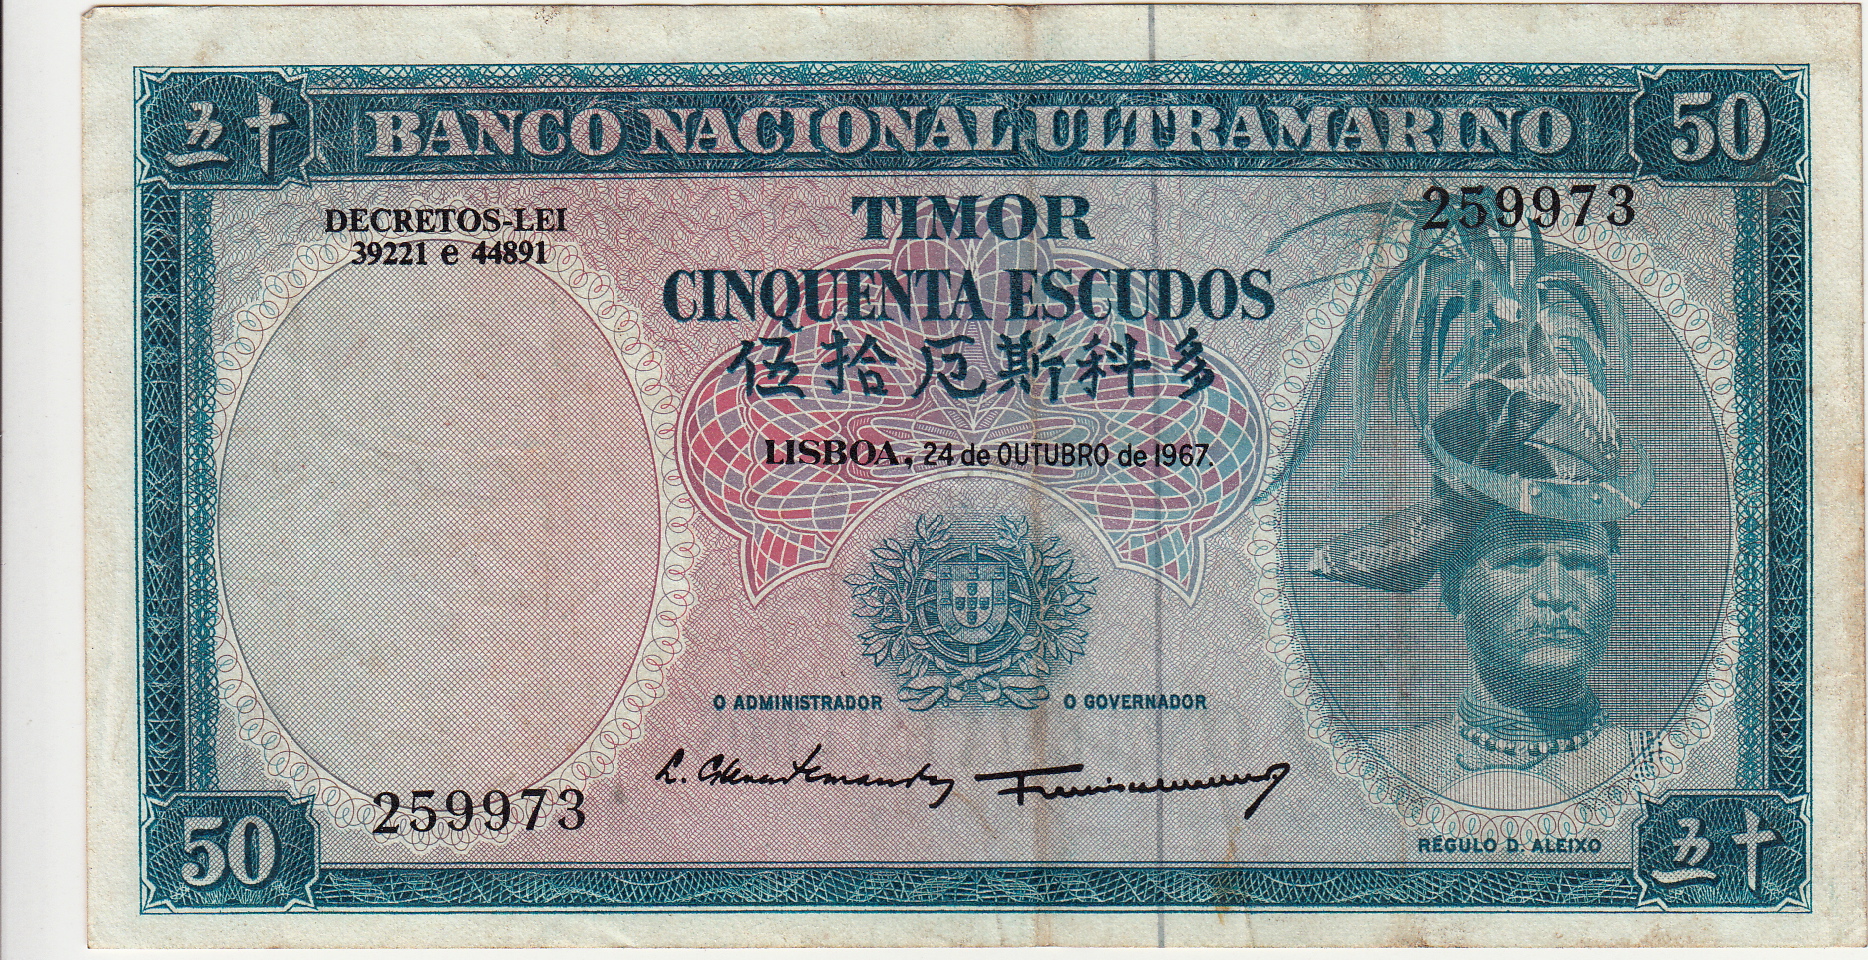 五十 BANCO NACIONAL ULTRAMARINO 50
259973
DECRETOS-LEI
39221 e 44891
TIMOR
CINQUENTA ESCUDOS
伍拾厄斯科多
LISBOA, 24 de OUTUBRO de 1967.
O ADMINISTRADOR O GOVERNADOR
259973
RÉGULO D. ALEIXO
50 五十